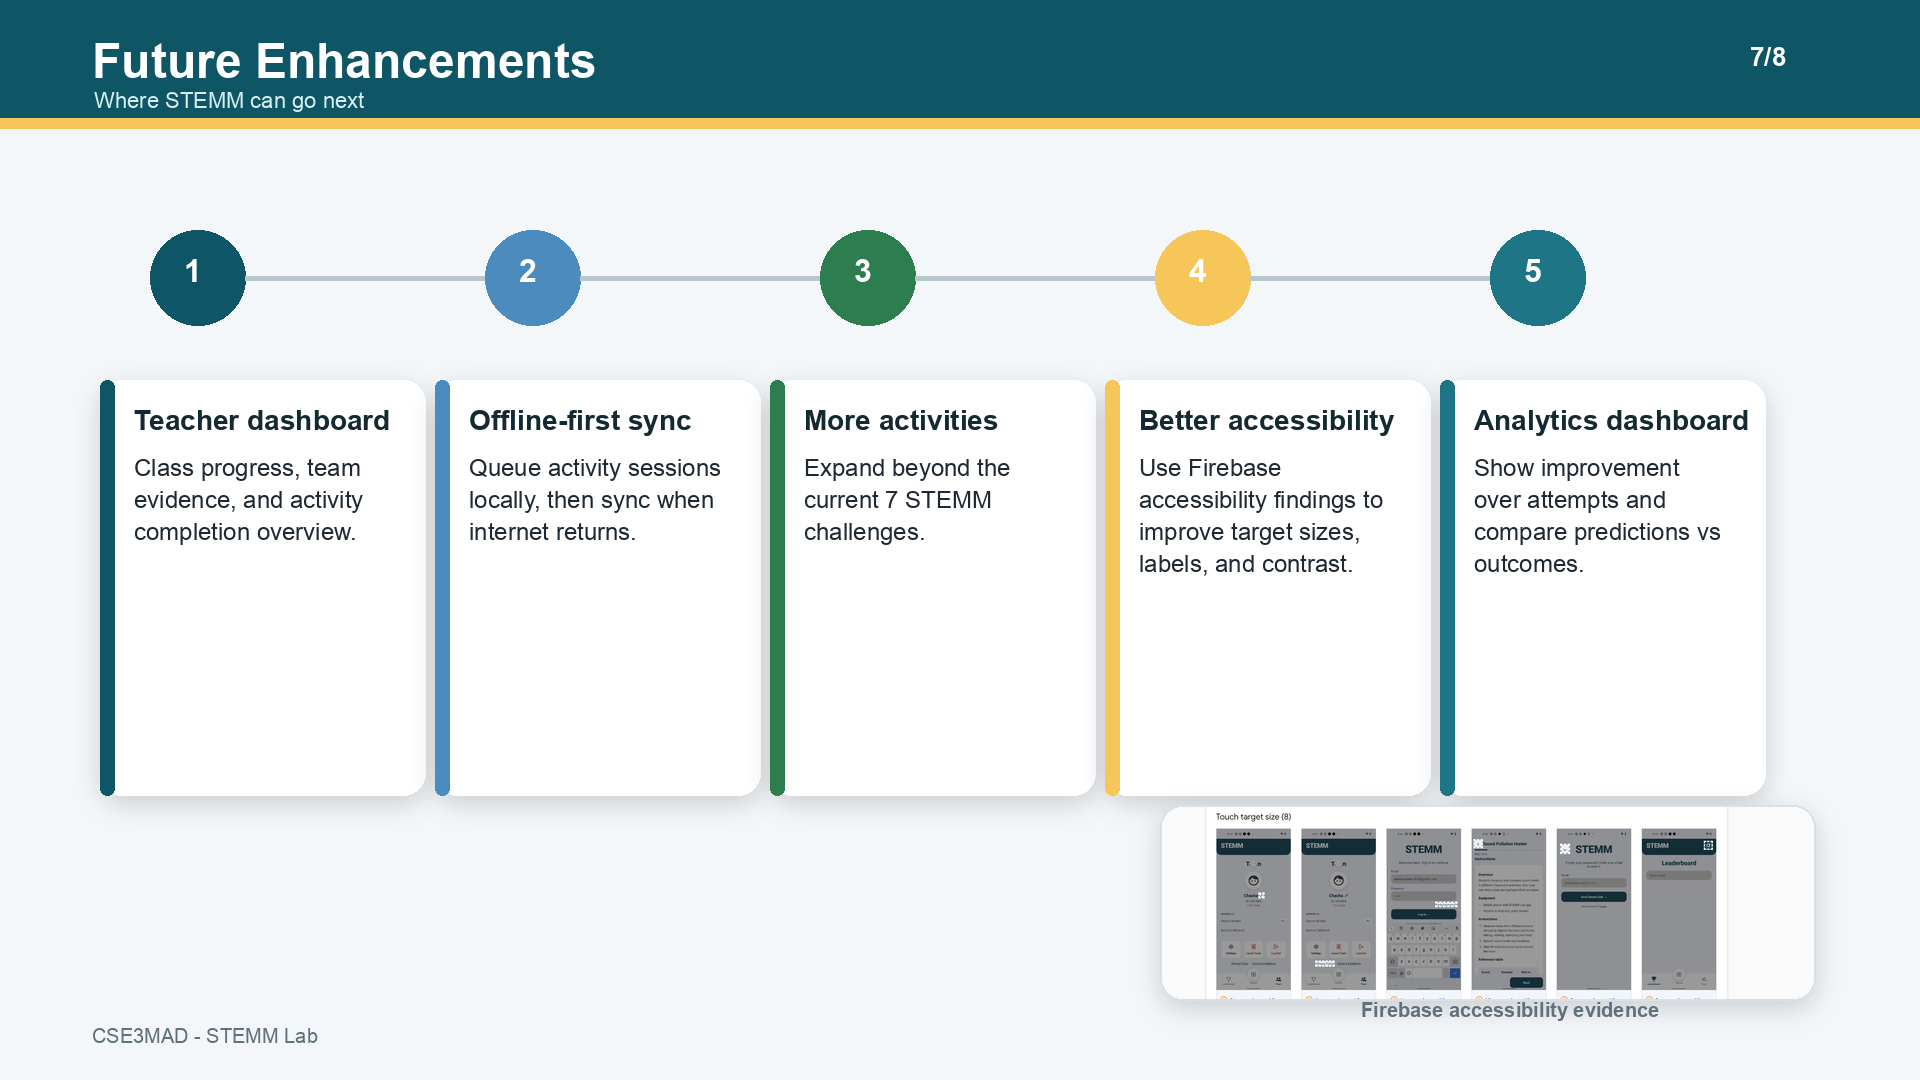 Future Enhancements
Where STEMM can go next
7/8
1
2
3
4
5
Teacher dashboard
Class progress, team
evidence, and activity
completion overview.
Offline-first sync
Queue activity sessions
locally, then sync when
internet returns.
More activities
Expand beyond the
current 7 STEMM
challenges.
Better accessibility
Use Firebase
accessibility findings to
improve target sizes,
labels, and contrast.
Analytics dashboard
Show improvement
over attempts and
compare predictions vs
outcomes.
Touch target size (8)
STEMM
STEMM
STEMM
Sound Pollution Hunter
Instructions
STEMM
STEMM
Leaderboard
Firebase accessibility evidence
CSE3MAD - STEMM Lab